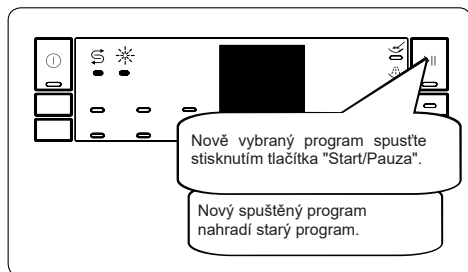 Nově vybraný program spusťte
stisknutím tlačítka "Start/Pauza".
Nový spuštěný program
nahradí starý program.